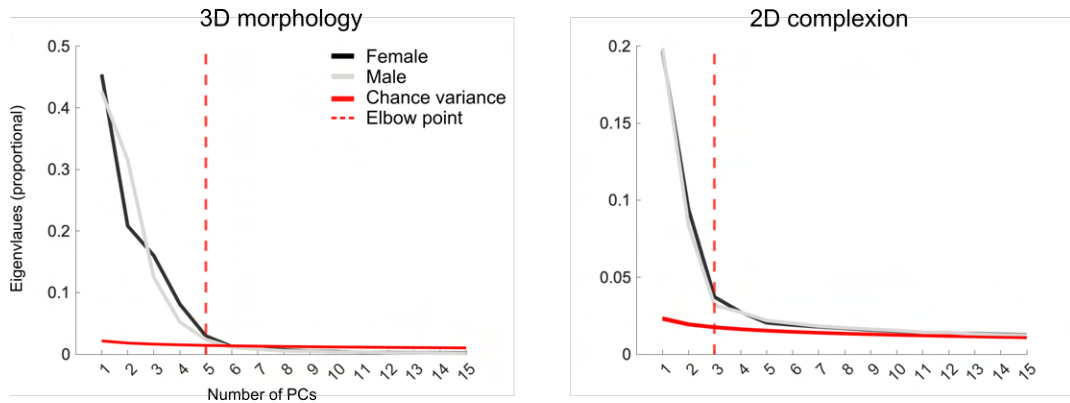 3D morphology
0.5
0.4
0.3
0.2
0.1
0
Eigenvlaues (proportional)
Female
Male
Chance variance
Elbow point
1 2 3 4 5 6 7 8 9 10 11 12 13 14 15
Number of PCs
2D complexion
0.2
0.15
0.1
0.05
0
1 2 3 4 5 6 7 8 9 10 11 12 13 14 15